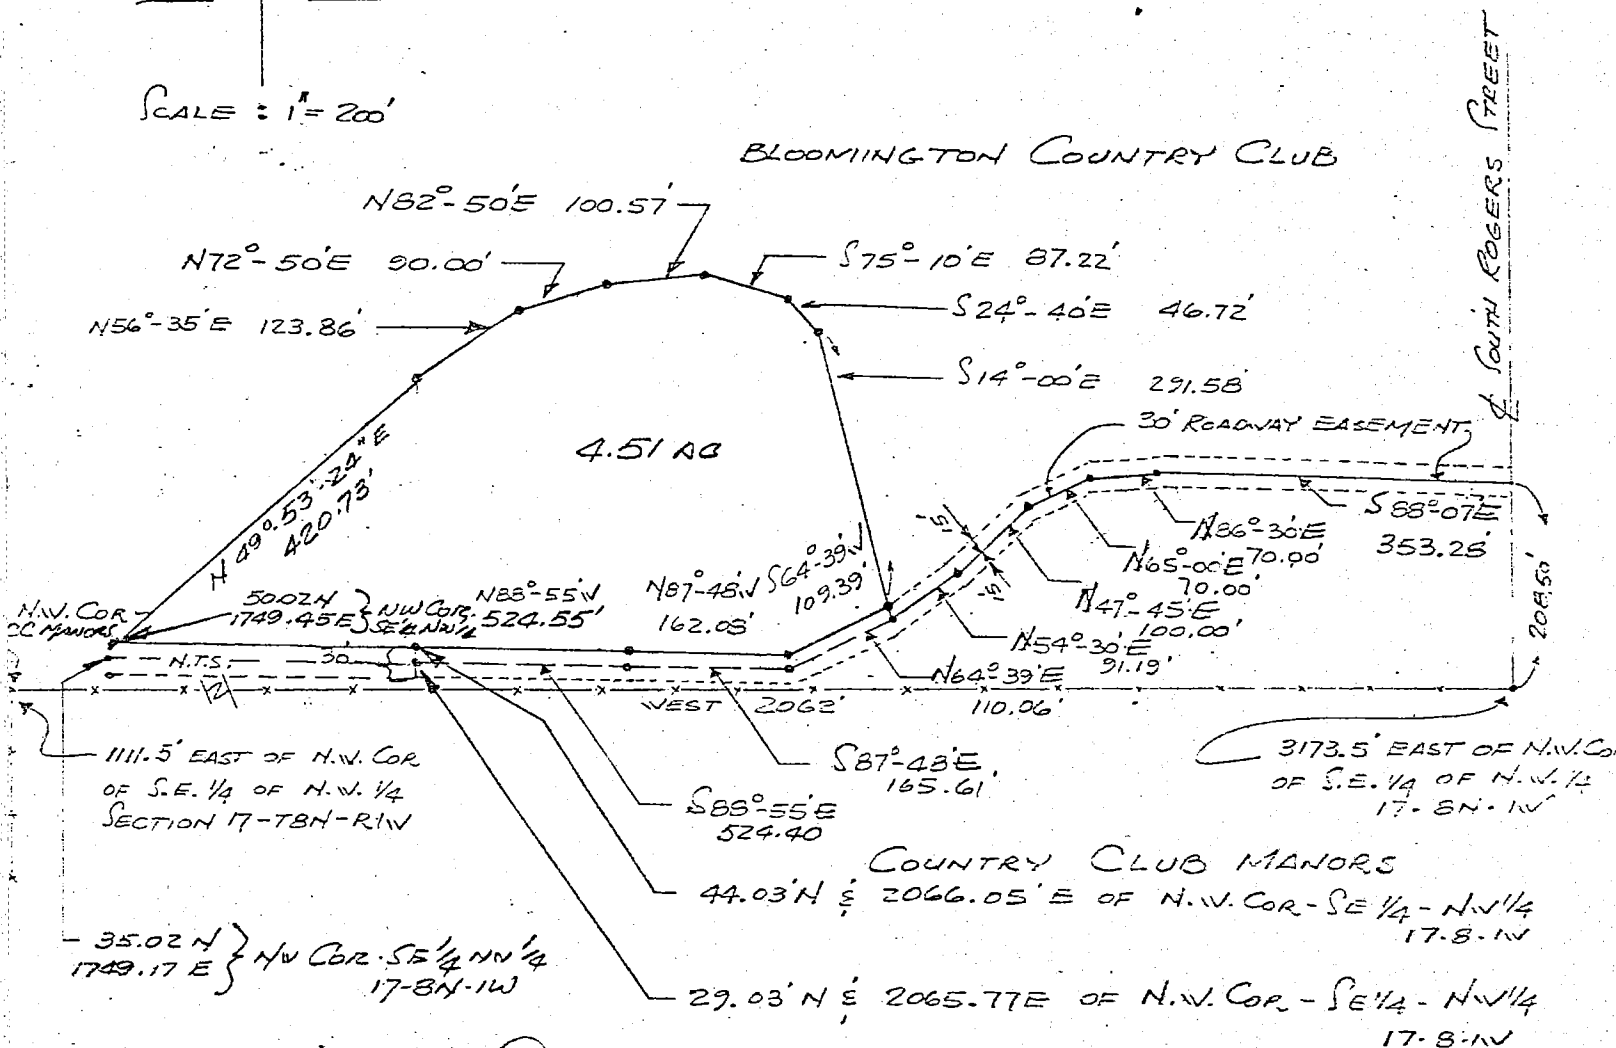 SCALE : 1" = 200'
BLOOMINGTON COUNTRY CLUB
℄ SOUTH ROGERS STREET
N82°-50'E 100.57'
N72°-50'E 90.00'
S75°-10'E 87.22'
N56°-35'E 123.86'
S24°-40'E 46.72'
S14°-00'E 291.58'
30' ROADWAY EASEMENT
4.51 AC
N 49°-53'-24" E
420.73'
15'
15'
S 88°-07'E
353.28'
N86°-30'E
70.00'
N65°-00'E
70.00'
N47°-45'E
100.00'
N54°-30'E
91.19'
N64°-39'E
110.06'
208.50'
N.W. COR
CC MANORS
50.02 N
1749.45 E } NW COR.
SE¼ NW¼
N88°-55'W
524.55'
N87°-48'W
162.03'
S64°-39'W
109.39'
N.T.S.
30'
WEST 2062'
1111.5' EAST OF N.W. COR
OF S.E. 1/4 OF N.W. 1/4
SECTION 17-T8N-R1W
S87°-48'E
165.61'
3173.5' EAST OF N.W. CO
OF S.E. 1/4 OF N.W. 1/4
17-8N-1W
S88°-55'E
524.40
COUNTRY CLUB MANORS
44.03' N & 2066.05' E OF N.W. COR - SE 1/4 - NW 1/4
17-8-1W
35.02 N
1749.17 E } NW COR. SE 1/4 NW 1/4
17-8N-1W
29.03' N & 2065.77E OF N.W. COR - SE 1/4 - NW 1/4
17-8-1W